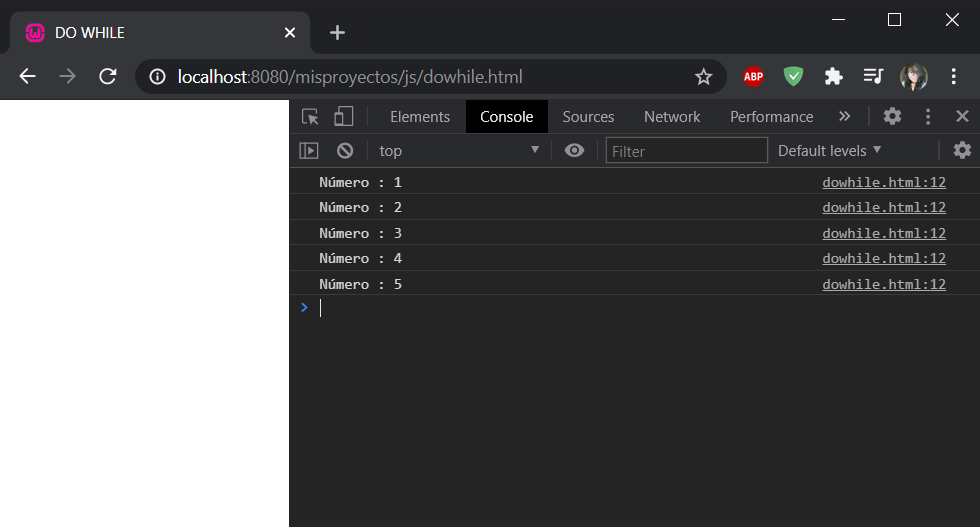 DO WHILE
localhost:8080/misproyectos/js/dowhile.html
ABP
Elements Console Sources Network Performance
top Filter Default levels
Número : 1 dowhile.html:12
Número : 2 dowhile.html:12
Número : 3 dowhile.html:12
Número : 4 dowhile.html:12
Número : 5 dowhile.html:12